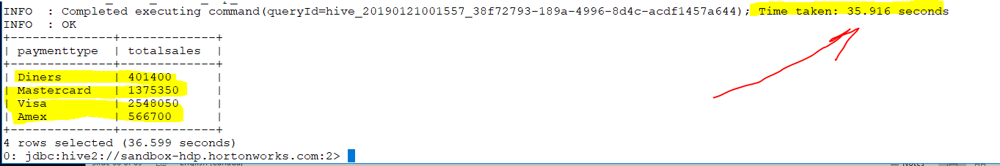 INFO  : Completed executing command(queryId=hive_20190121001557_38f72793-189a-4996-8d4c-acdf1457a644); Time taken: 35.916 seconds
INFO  : OK
+--------------+-------------+
| paymenttype  | totalsales  |
+--------------+-------------+
| Diners       | 401400      |
| Mastercard   | 1375350     |
| Visa         | 2548050     |
| Amex         | 566700      |
+--------------+-------------+
4 rows selected (36.599 seconds)
0: jdbc:hive2://sandbox-hdp.hortonworks.com:2>